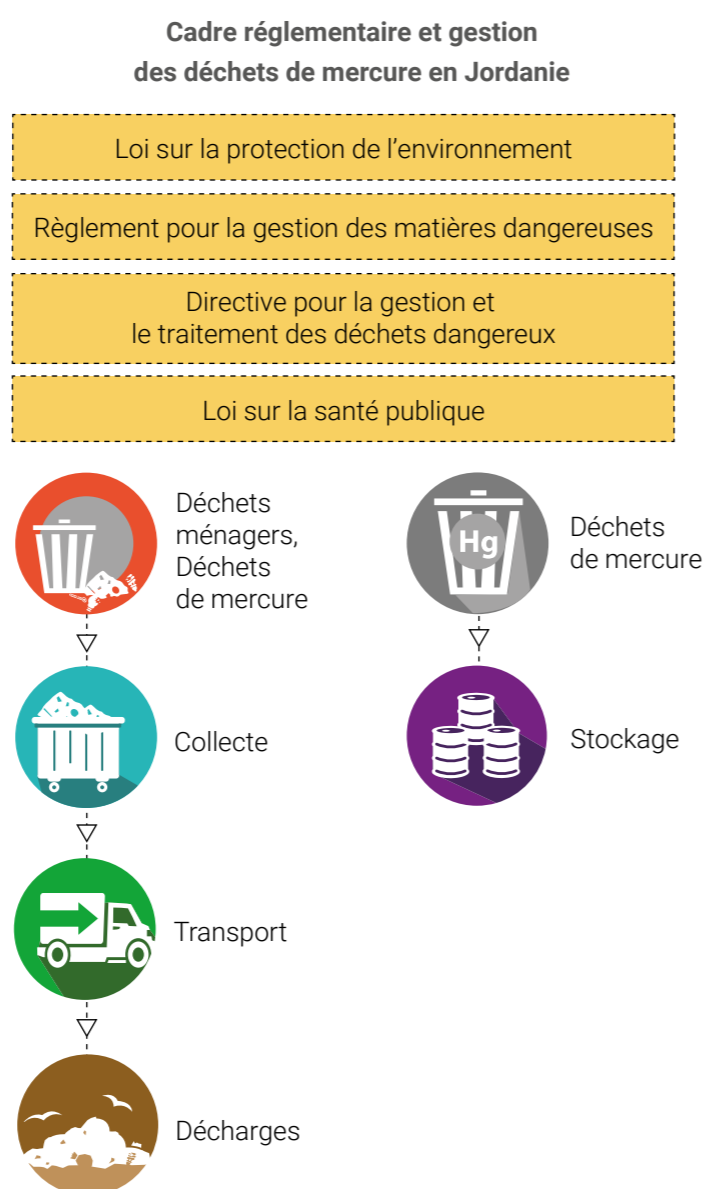 Cadre réglementaire et gestion
des déchets de mercure en Jordanie
Loi sur la protection de l’environnement
Règlement pour la gestion des matières dangereuses
Directive pour la gestion et
le traitement des déchets dangereux
Loi sur la santé publique
Déchets
ménagers,
Déchets
de mercure
Hg
Déchets
de mercure
Collecte
Stockage
Transport
Décharges